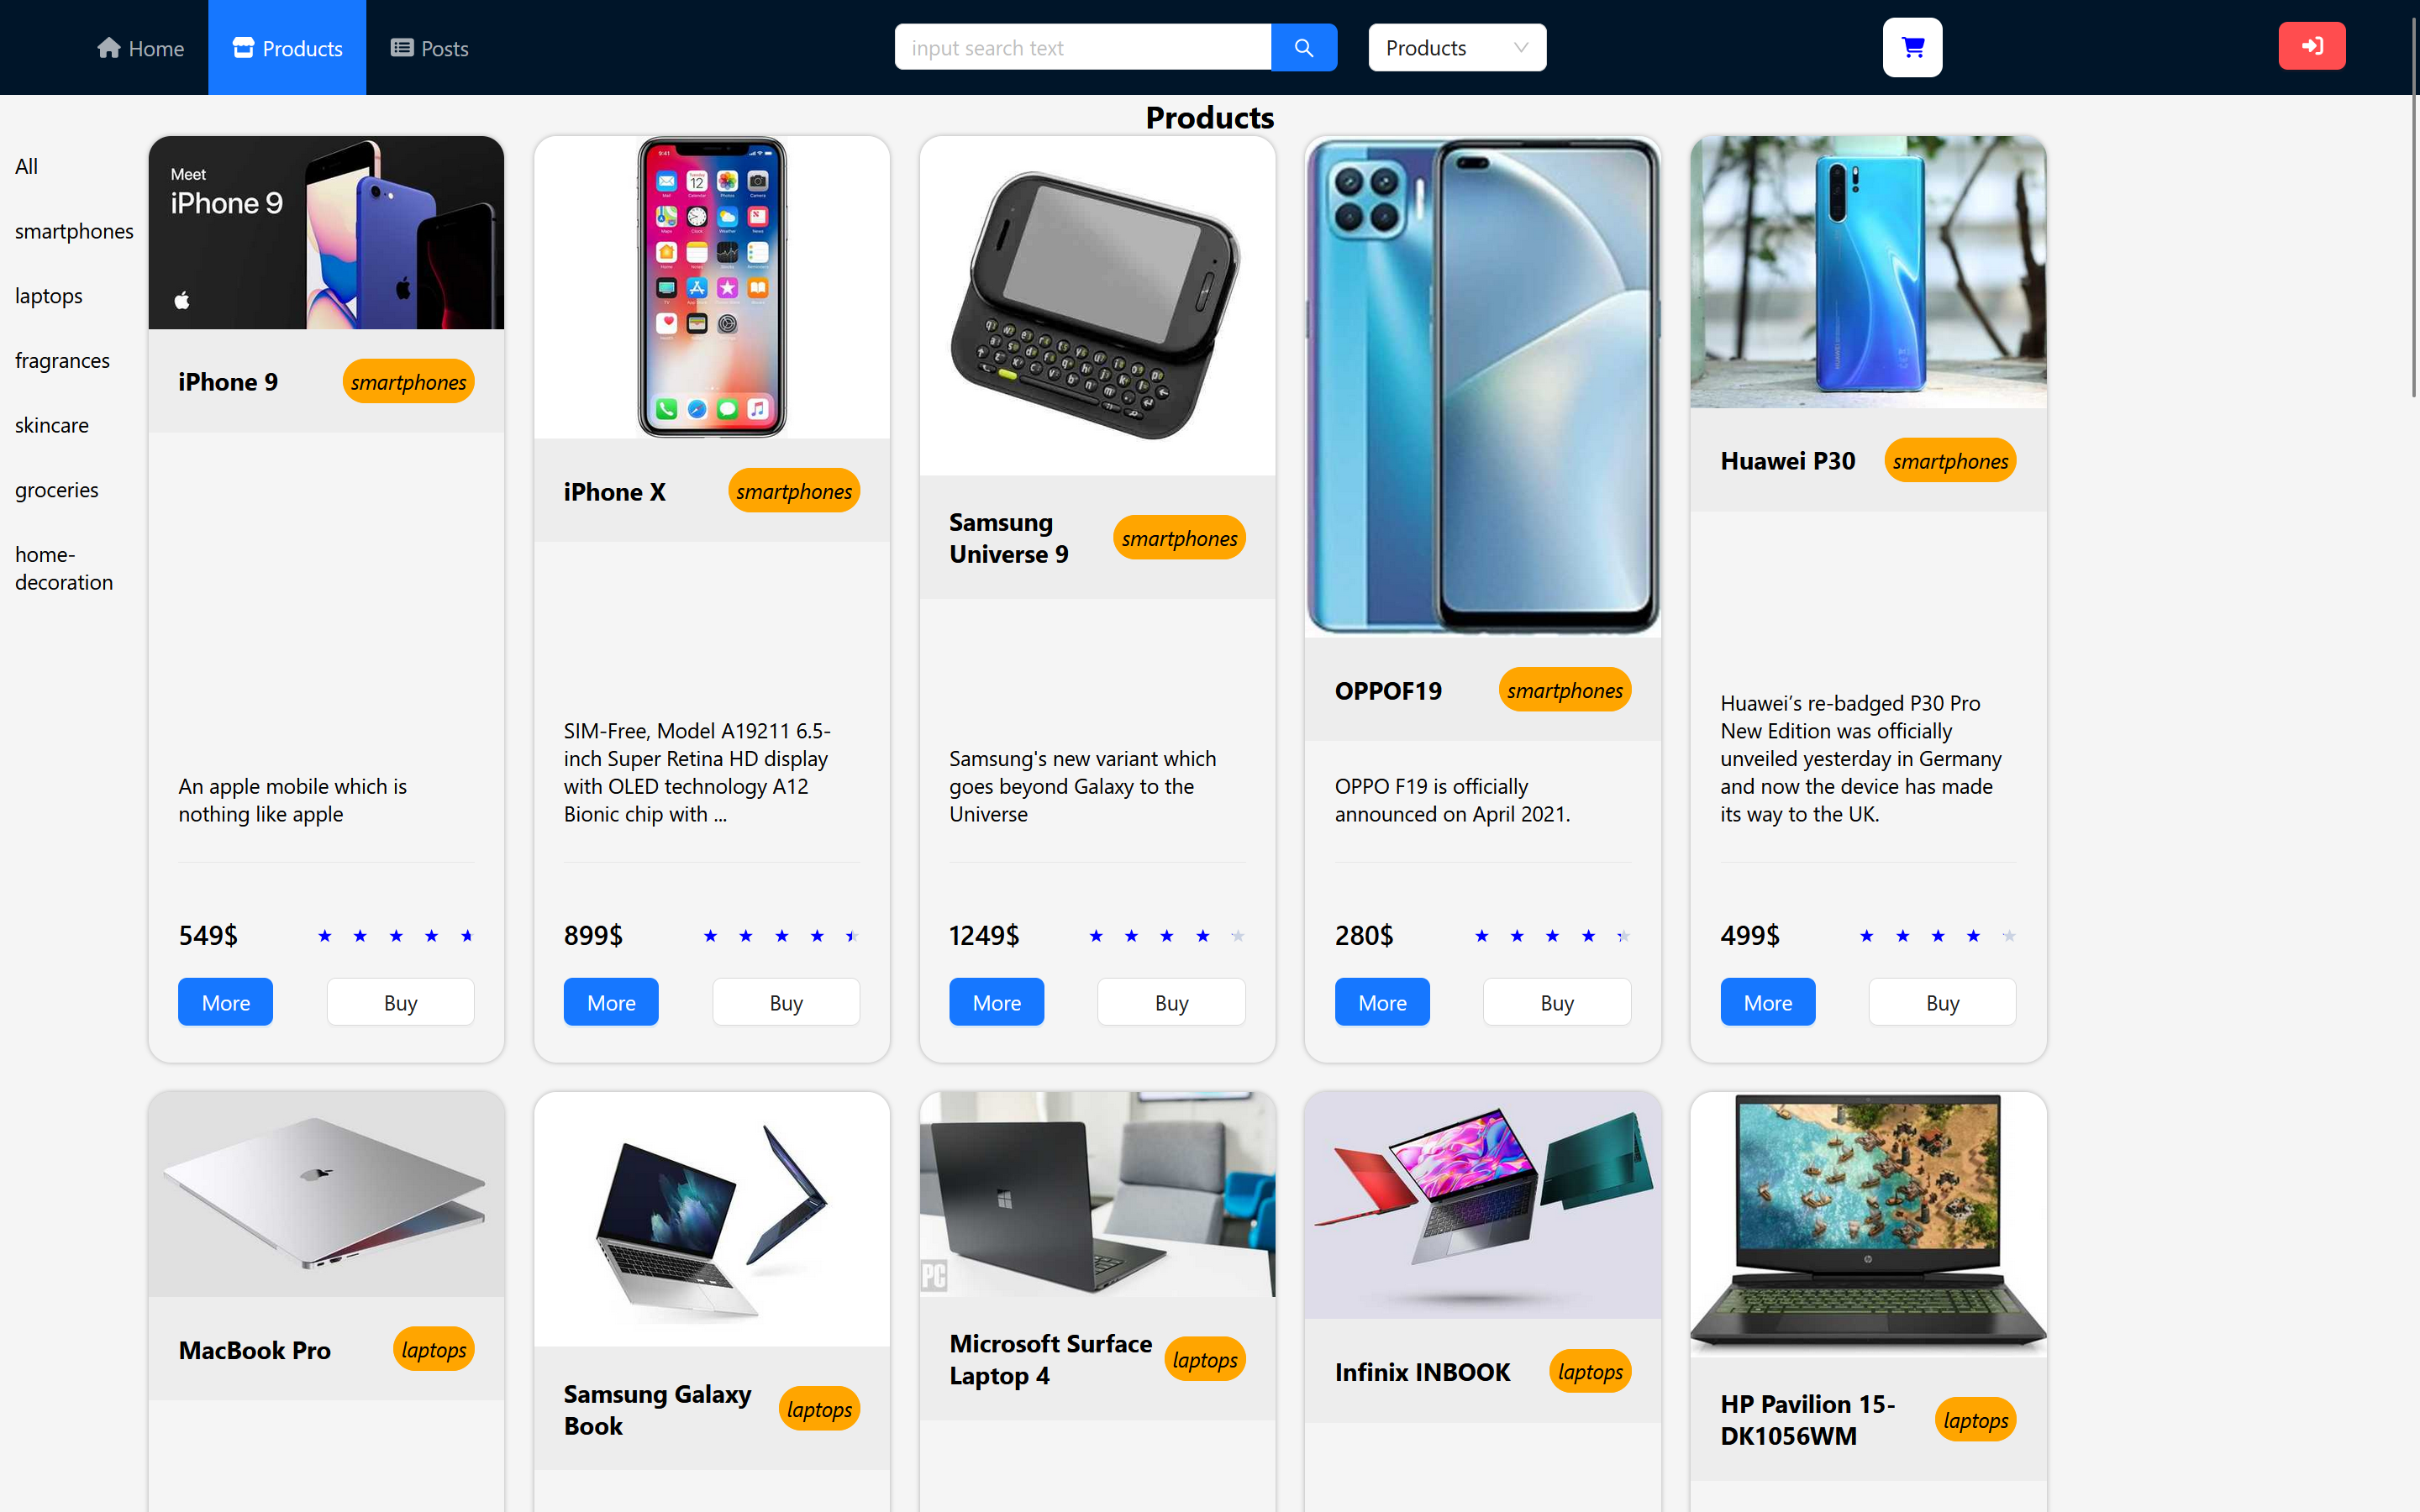 Home
Products
Posts
input search text
Products
Products
All
smartphones
laptops
fragrances
skincare
groceries
home-
decoration
Meet
iPhone 9
iPhone 9
smartphones
An apple mobile which is
nothing like apple
549$
More
Buy
iPhone X
smartphones
SIM-Free, Model A19211 6.5-
inch Super Retina HD display
with OLED technology A12
Bionic chip with ...
899$
More
Buy
Samsung
Universe 9
smartphones
Samsung's new variant which
goes beyond Galaxy to the
Universe
1249$
More
Buy
OPPOF19
smartphones
OPPO F19 is officially
announced on April 2021.
280$
More
Buy
Huawei P30
smartphones
Huawei’s re-badged P30 Pro
New Edition was officially
unveiled yesterday in Germany
and now the device has made
its way to the UK.
499$
More
Buy
MacBook Pro
laptops
Samsung Galaxy
Book
laptops
PC
Microsoft Surface
Laptop 4
laptops
Infinix INBOOK
laptops
HP Pavilion 15-
DK1056WM
laptops